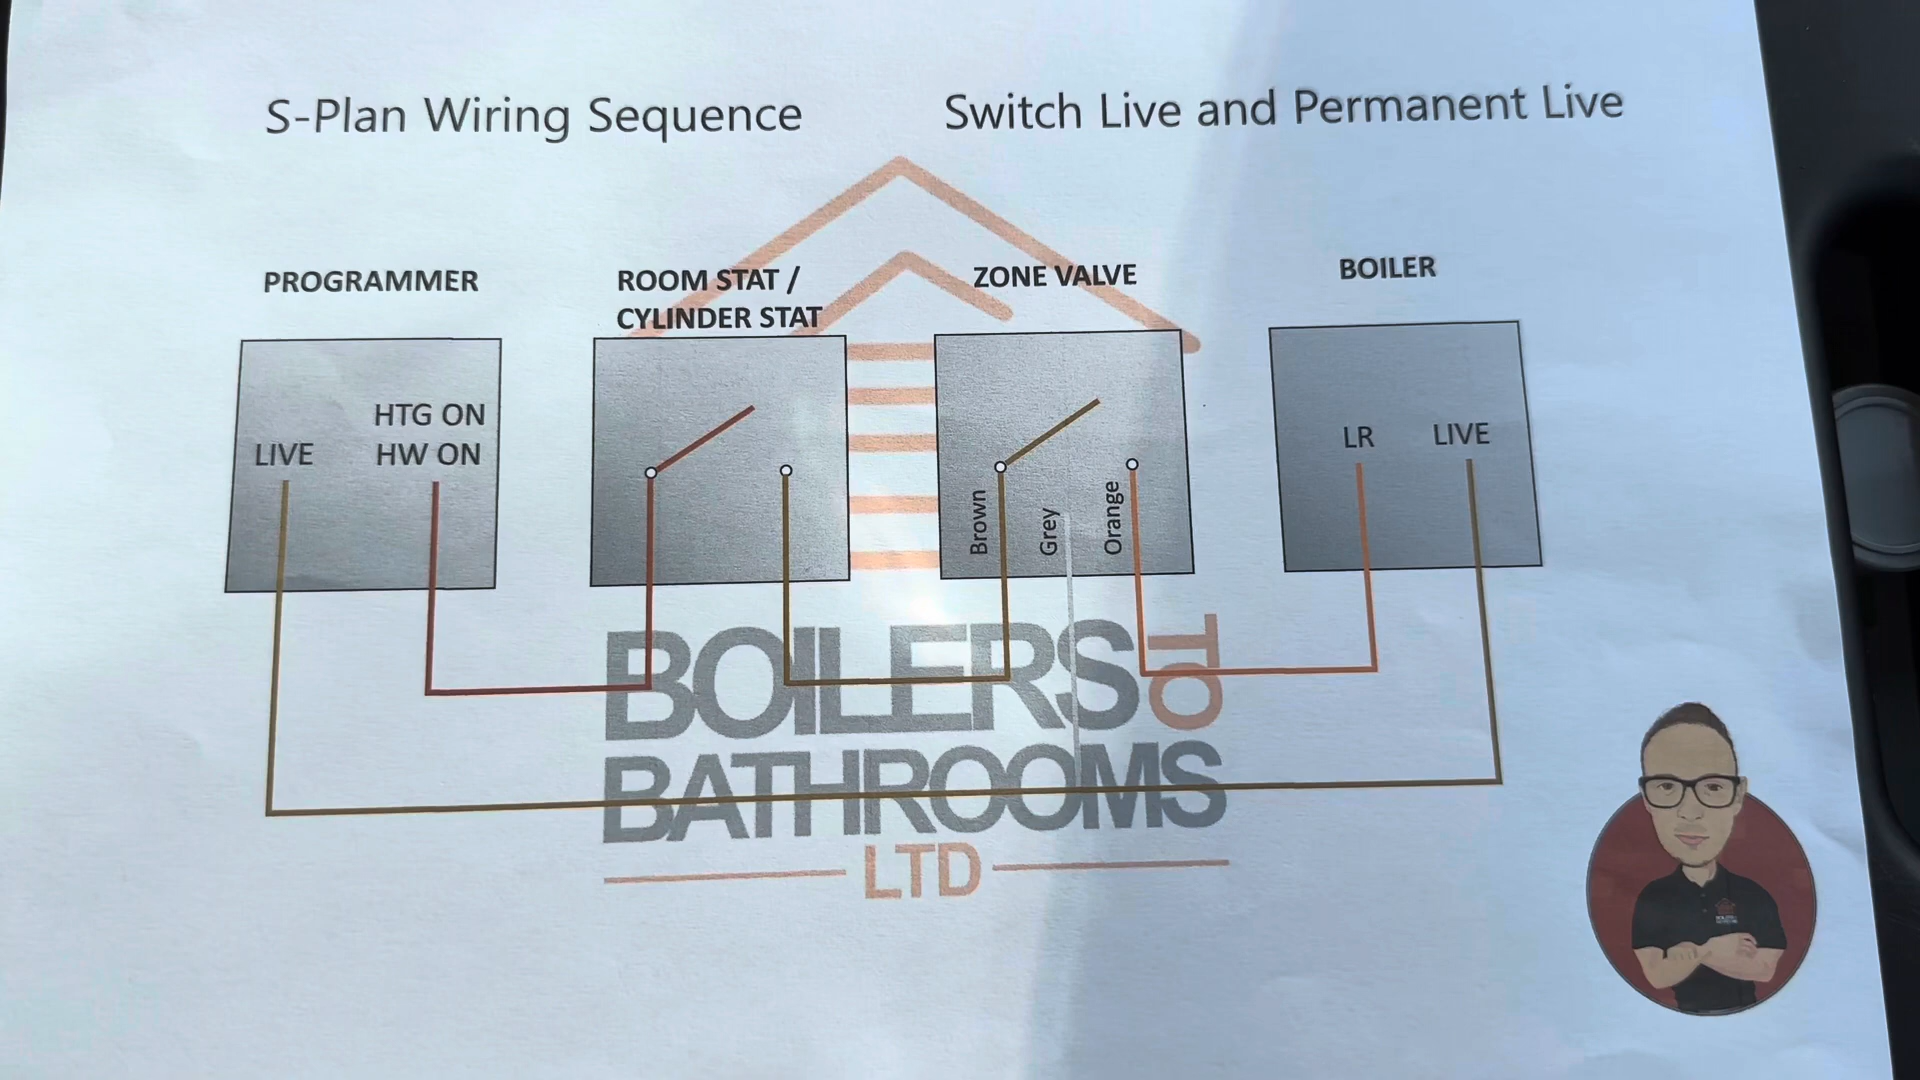 S-Plan Wiring Sequence
Switch Live and Permanent Live
PROGRAMMER
ROOM STAT /
CYLINDER STAT
ZONE VALVE
BOILER
LIVE
HTG ON
HW ON
Brown
Grey
Orange
LR
LIVE
BOILERS TO
BATHROOMS
LTD